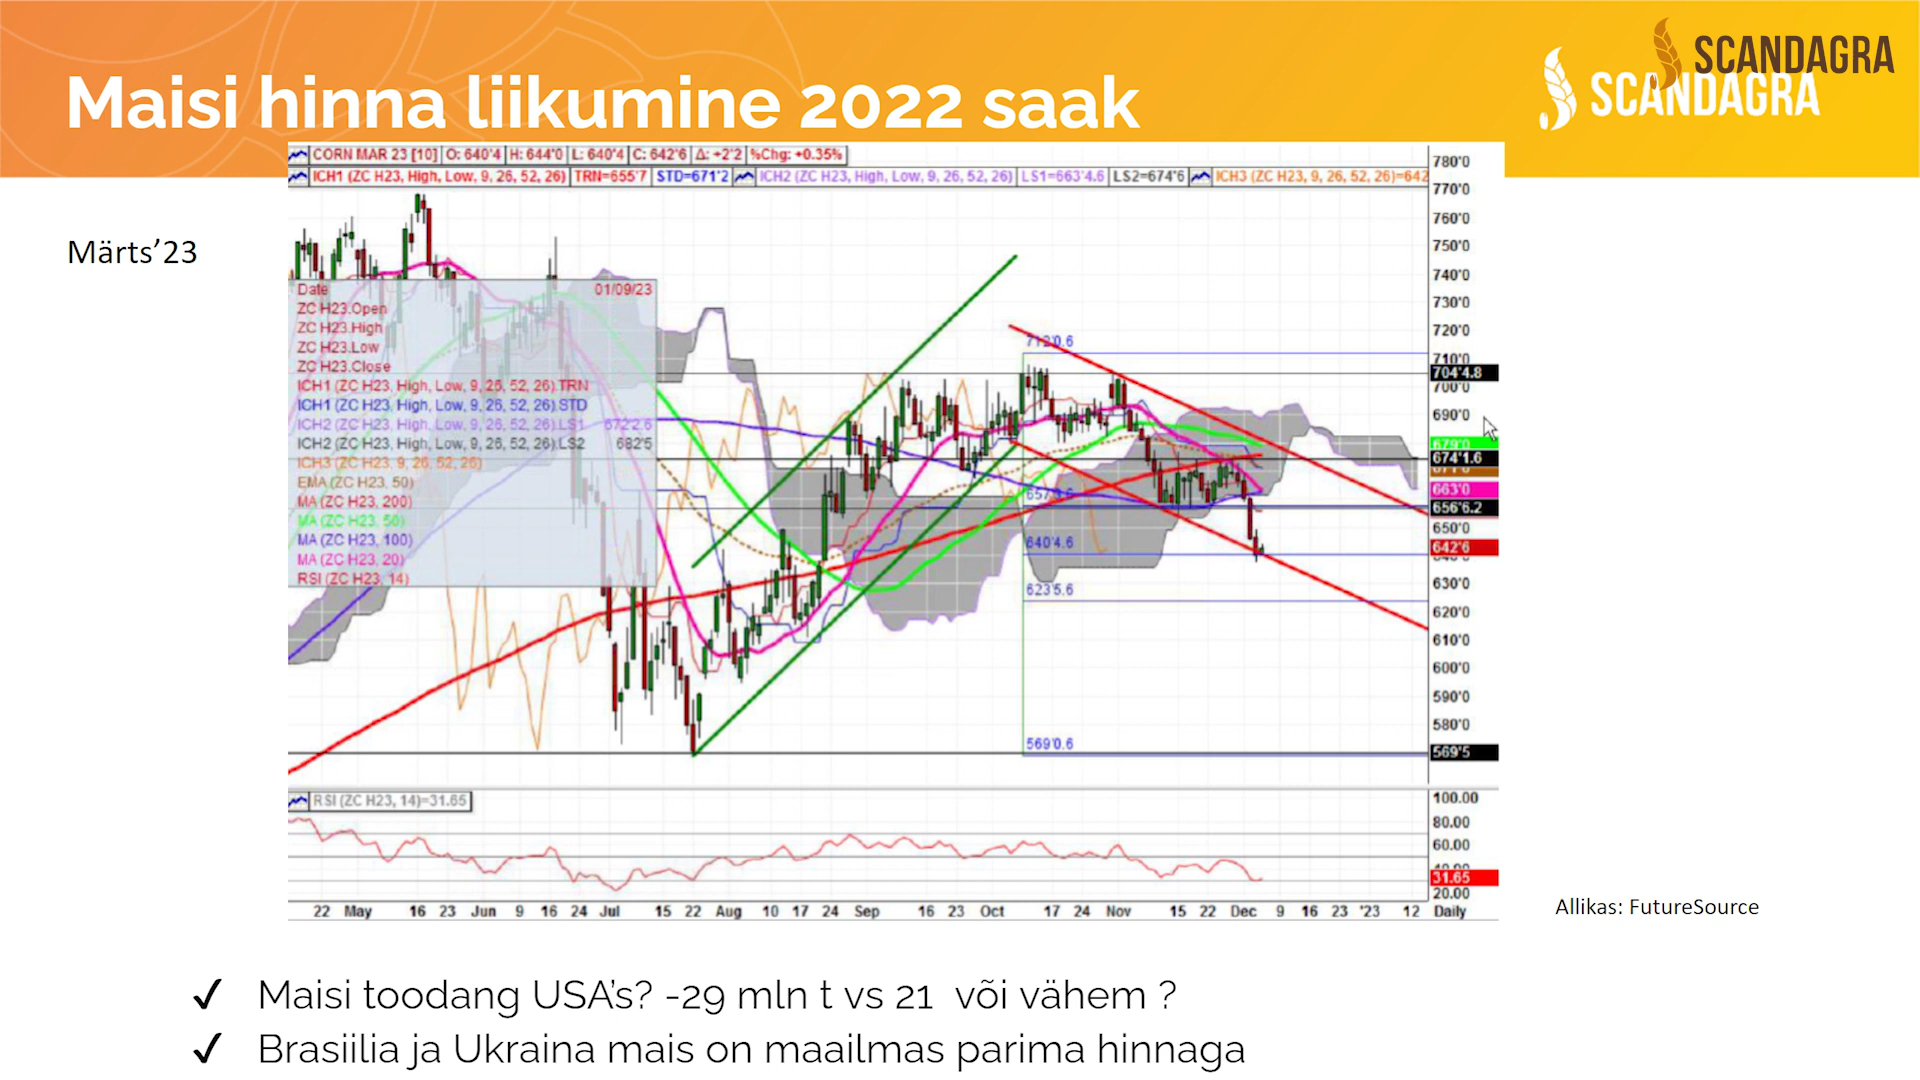 SCANDAGRA
SCANDAGRA
Maisi hinna liikumine 2022 saak
Märts’23
CORN MAR 23 [10] O: 640'4 H: 644'0 L: 640'4 C: 642'6 Δ: +2'2 %Chg: +0.35%
ICH1 (ZC H23, High, Low, 9, 26, 52, 26) TRN=655'7 STD=671'2 ICH2 (ZC H23, High, Low, 9, 26, 52, 26) LS1=663'4.6 LS2=674'6 ICH3 (ZC H23, 9, 26, 52, 26)=642
Date 01/09/23
ZC H23.Open
ZC H23.High
ZC H23.Low
ZC H23.Close
ICH1 (ZC H23, High, Low, 9, 26, 52, 26).TRN
ICH1 (ZC H23, High, Low, 9, 26, 52, 26).STD
ICH2 (ZC H23, High, Low, 9, 26, 52, 26).LS1 672'2.6
ICH2 (ZC H23, High, Low, 9, 26, 52, 26).LS2 682'5
ICH3 (ZC H23, 9, 26, 52, 26)
EMA (ZC H23, 50)
MA (ZC H23, 200)
MA (ZC H23, 50)
MA (ZC H23, 100)
MA (ZC H23, 20)
RSI (ZC H23, 14)
712'0.6
640'4.6
623'5.6
569'0.6
780'0
770'0
760'0
750'0
740'0
730'0
720'0
710'0
704'4.8
700'0
690'0
679'0
674'1.6
663'0
656'6.2
650'0
642'6
630'0
620'0
610'0
600'0
590'0
580'0
569'5
RSI (ZC H23, 14)=31.65
100.00
80.00
60.00
40.00
31.65
20.00
22 May 16 23 Jun 9 16 24 Jul 15 22 Aug 10 17 24 Sep 16 23 Oct 17 24 Nov 15 22 Dec 9 16 23 '23 12 Daily
Allikas: FutureSource
✓ Maisi toodang USA’s? -29 mln t vs 21 või vähem ?
✓ Brasiilia ja Ukraina mais on maailmas parima hinnaga